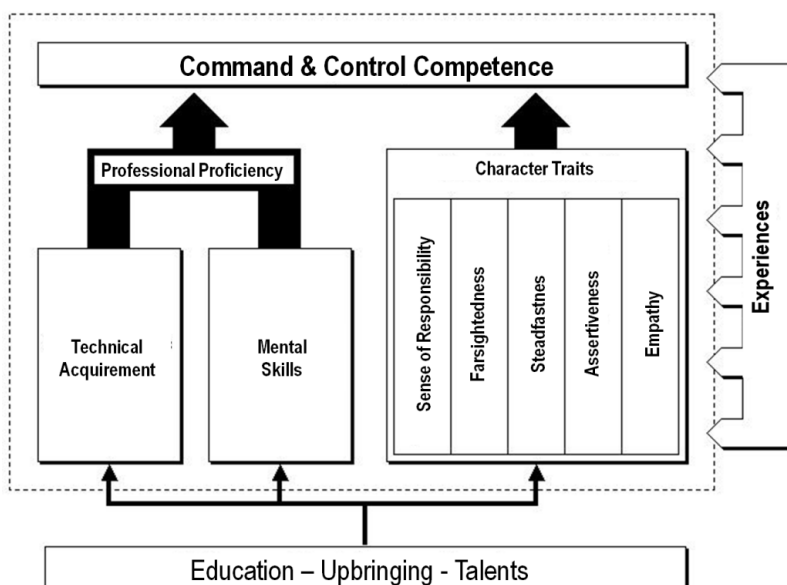 Command & Control Competence
Professional Proficiency
Character Traits
Technical
Acquirement
Mental
Skills
Sense of Responsibility
Farsightedness
Steadfastnes
Assertiveness
Empathy
Experiences
Education – Upbringing - Talents